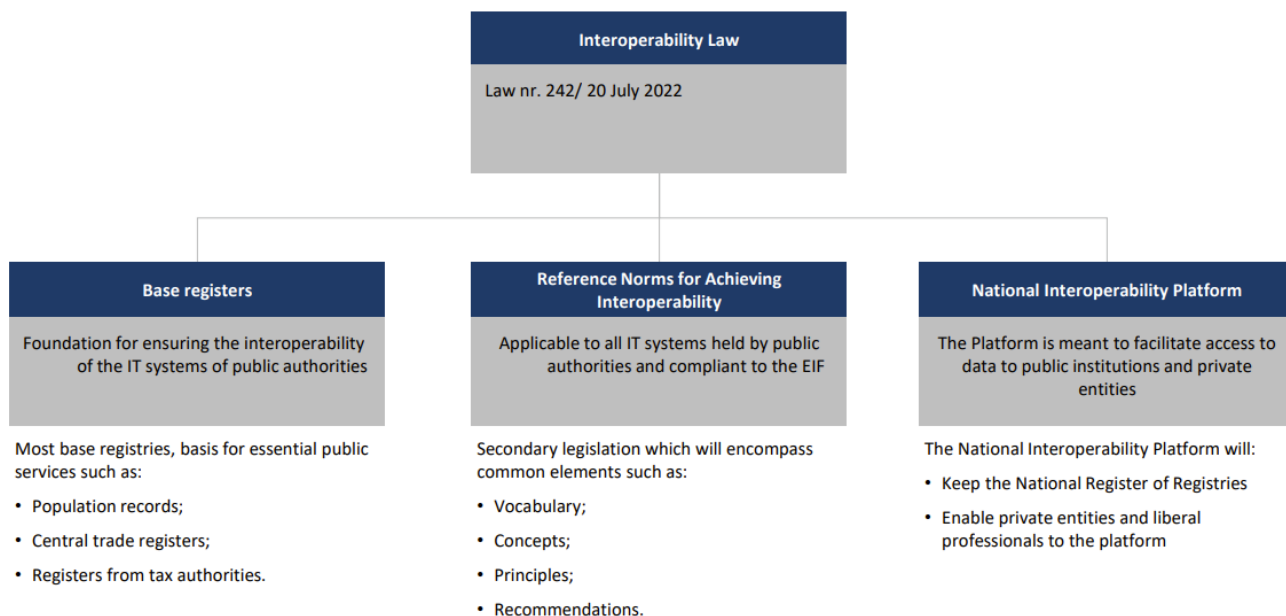 Interoperability Law
Law nr. 242/ 20 July 2022
Base registers
Foundation for ensuring the interoperability
of the IT systems of public authorities
Most base registries, basis for essential public
services such as:
• Population records;
• Central trade registers;
• Registers from tax authorities.
Reference Norms for Achieving
Interoperability
Applicable to all IT systems held by public
authorities and compliant to the EIF
Secondary legislation which will encompass
common elements such as:
• Vocabulary;
• Concepts;
• Principles;
• Recommendations.
National Interoperability Platform
The Platform is meant to facilitate access to
data to public institutions and private
entities
The National Interoperability Platform will:
• Keep the National Register of Registries
• Enable private entities and liberal
professionals to the platform